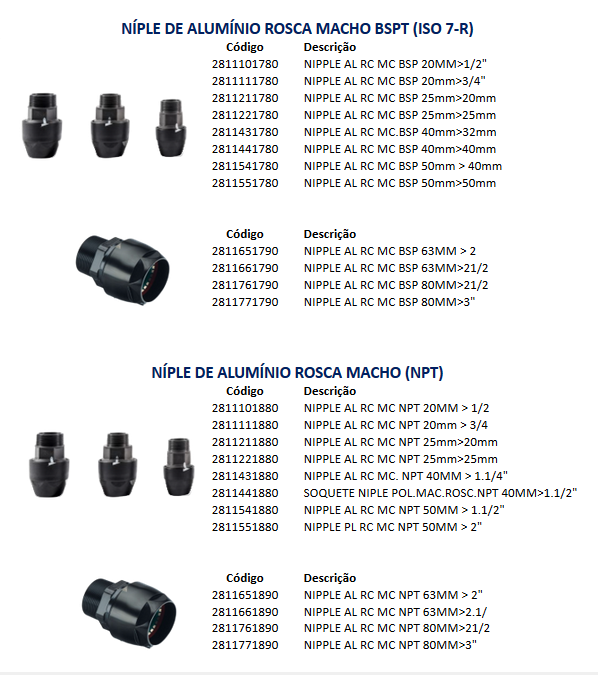 NÍPLE DE ALUMÍNIO ROSCA MACHO BSPT (ISO 7-R)
Código Descrição
2811101780 NIPPLE AL RC MC BSP 20MM>1/2"
2811111780 NIPPLE AL RC MC BSP 20mm>3/4"
2811211780 NIPPLE AL RC MC BSP 25mm>20mm
2811221780 NIPPLE AL RC MC BSP 25mm>25mm
2811431780 NIPPLE AL RC MC.BSP 40mm>32mm
2811441780 NIPPLE AL RC MC BSP 40mm>40mm
2811541780 NIPPLE AL RC MC BSP 50mm > 40mm
2811551780 NIPPLE AL RC MC BSP 50mm>50mm
Código Descrição
2811651790 NIPPLE AL RC MC BSP 63MM > 2
2811661790 NIPPLE AL RC MC BSP 63MM>21/2
2811761790 NIPPLE AL RC MC BSP 80MM>21/2
2811771790 NIPPLE AL RC MC BSP 80MM>3"
NÍPLE DE ALUMÍNIO ROSCA MACHO (NPT)
Código Descrição
2811101880 NIPPLE AL RC MC NPT 20MM > 1/2
2811111880 NIPPLE AL RC MC NPT 20mm > 3/4
2811211880 NIPPLE AL RC MC NPT 25mm>20mm
2811221880 NIPPLE AL RC MC NPT 25mm>25mm
2811431880 NIPPLE AL RC MC. NPT 40MM > 1.1/4"
2811441880 SOQUETE NIPLE POL.MAC.ROSC.NPT 40MM>1.1/2"
2811541880 NIPPLE AL RC MC NPT 50MM > 1.1/2"
2811551880 NIPPLE PL RC MC NPT 50MM > 2"
Código Descrição
2811651890 NIPPLE AL RC MC NPT 63MM > 2"
2811661890 NIPPLE AL RC MC NPT 63MM>2.1/
2811761890 NIPPLE AL RC MC NPT 80MM>21/2
2811771890 NIPPLE AL RC MC NPT 80MM>3"